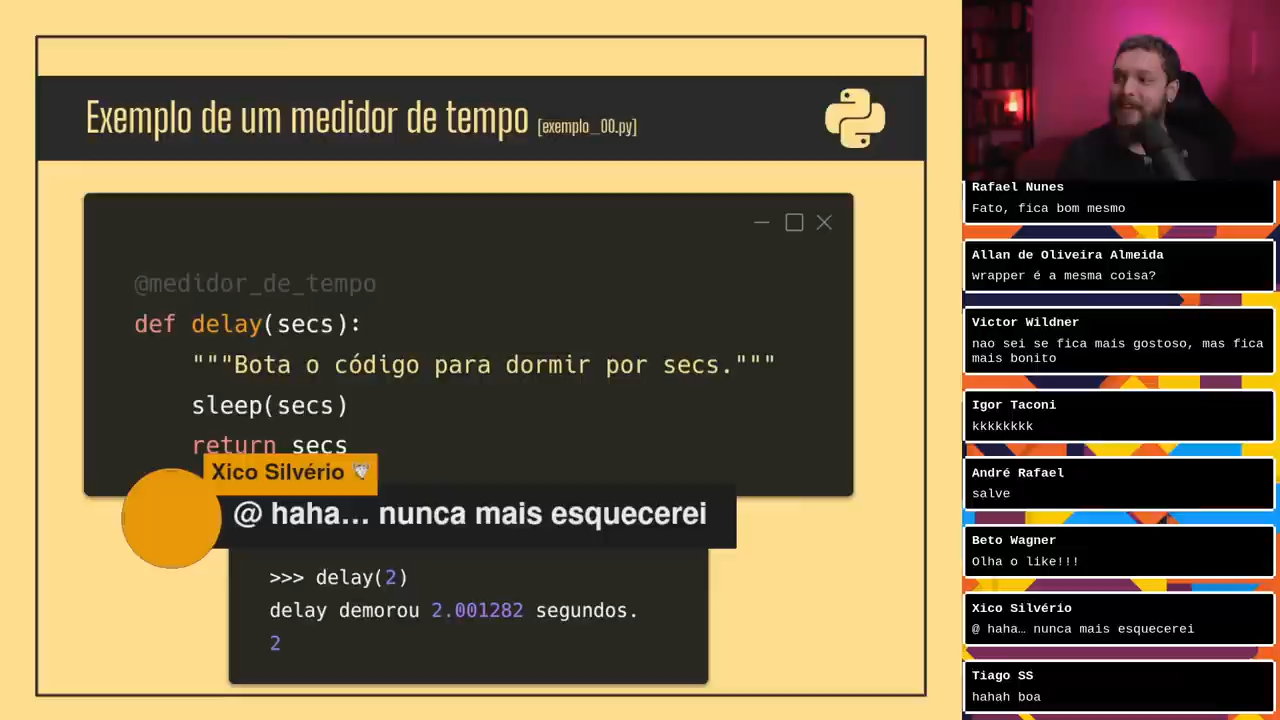 Exemplo de um medidor de tempo [exemplo_00.py]
@medidor_de_tempo
def delay(secs):
"""Bota o código para dormir por secs."""
sleep(secs)
return secs
Xico Silvério
@ haha… nunca mais esquecerei
>>> delay(2)
delay demorou 2.001282 segundos.
2
Rafael Nunes
Fato, fica bom mesmo
Allan de Oliveira Almeida
wrapper é a mesma coisa?
Victor Wildner
nao sei se fica mais gostoso, mas fica
mais bonito
Igor Taconi
kkkkkkkk
André Rafael
salve
Beto Wagner
Olha o like!!!
Xico Silvério
@ haha… nunca mais esquecerei
Tiago SS
hahah boa